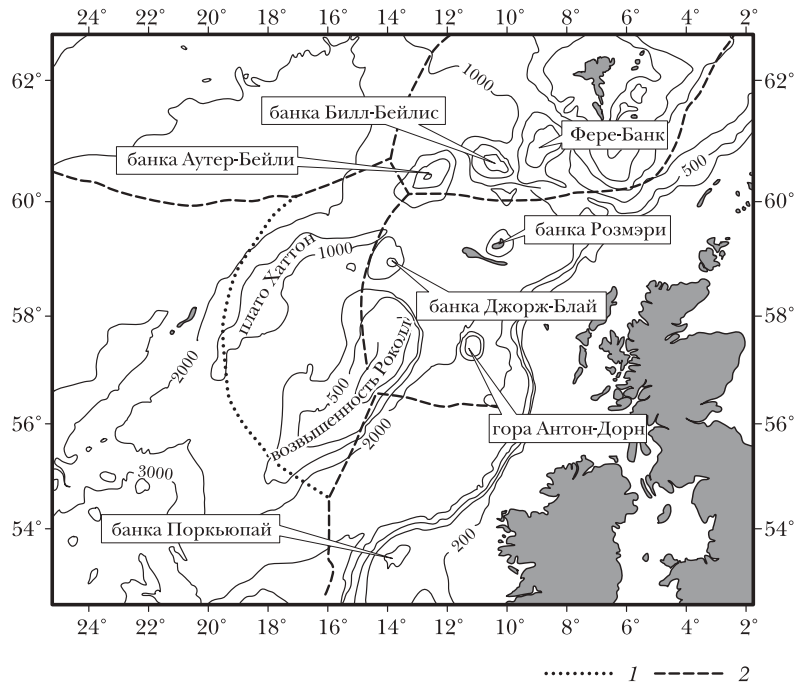 24° 22° 20° 18° 16° 14° 12° 10° 8° 6° 4° 2°
62° 62°
1000
банка Билл-Бейлис
Фере-Банк
банка Аутер-Бейли
500
60° 60°
банка Розмэри
плато Хаттон
1000
банка Джорж-Блай
58° 58°
2000
возвышенность Роколл
500
56° 56°
2000
гора Антон-Дорн
3000
банка Поркьюпай
54° 54°
200
24° 22° 20° 18° 16° 14° 12° 10° 8° 6° 4° 2°
1 2